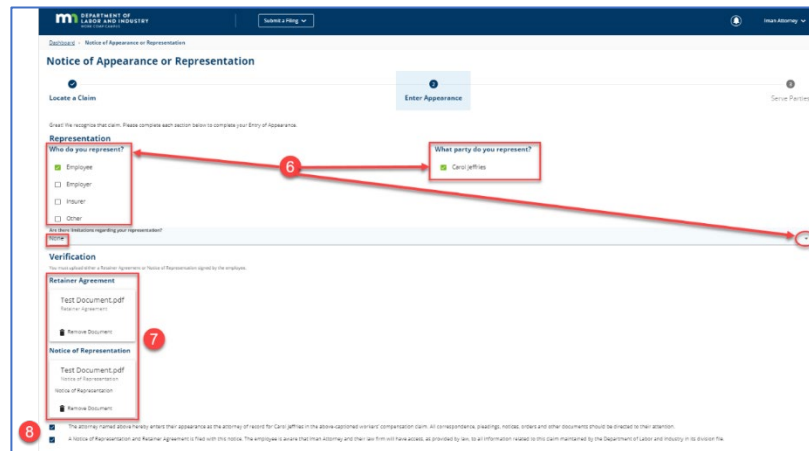 mn DEPARTMENT OF
LABOR AND INDUSTRY
WORK COMP CAMPUS
Submit a Filing
Iman Attorney
Dashboard > Notice of Appearance or Representation
Notice of Appearance or Representation
2
3
Locate a Claim
Enter Appearance
Serve Parties
Great! We recognize that claim. Please complete each section below to complete your Entry of Appearance.
Representation
Who do you represent?
What party do you represent?
6
Employee
Carol Jeffries
Employer
Insurer
Other
Are there limitations regarding your representation?
None
Verification
You must upload either a Retainer Agreement or Notice of Representation signed by the employee.
Retainer Agreement
Test Document.pdf
Retainer Agreement
Remove Document
7
Notice of Representation
Test Document.pdf
Notice of Representation
Notice of Representation
Remove Document
8
The attorney named above hereby enters their appearance as the attorney of record for Carol Jeffries in the above-captioned workers' compensation claim. All correspondence, pleadings, notices, orders and other documents should be directed to their attention.
A Notice of Representation and Retainer Agreement is filed with this notice. The employee is aware that Iman Attorney and their law firm will have access, as provided by law, to all information related to this claim maintained by the Department of Labor and Industry in its division file.